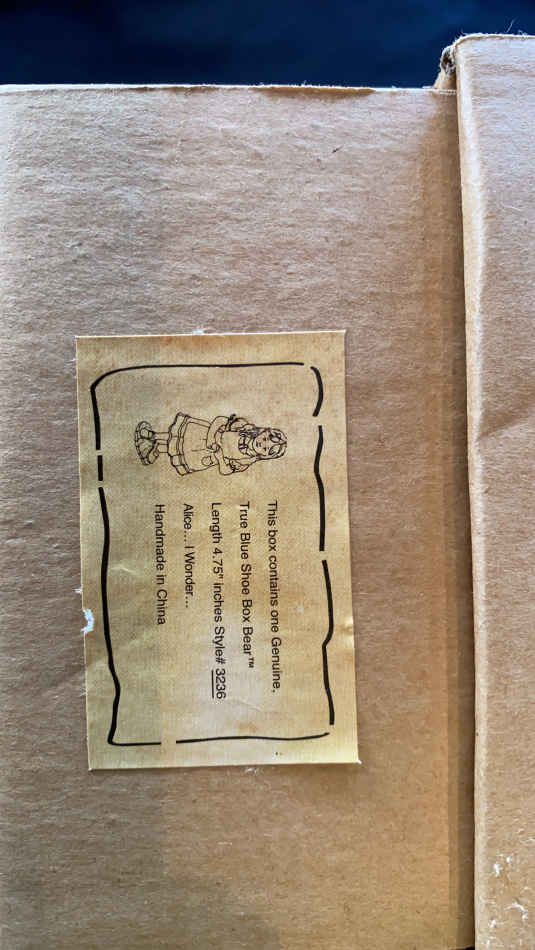 This box contains one Genuine,
True Blue Shoe Box Bear™
Length 4.75" inches Style# 3236
Alice... I Wonder...
Handmade in China